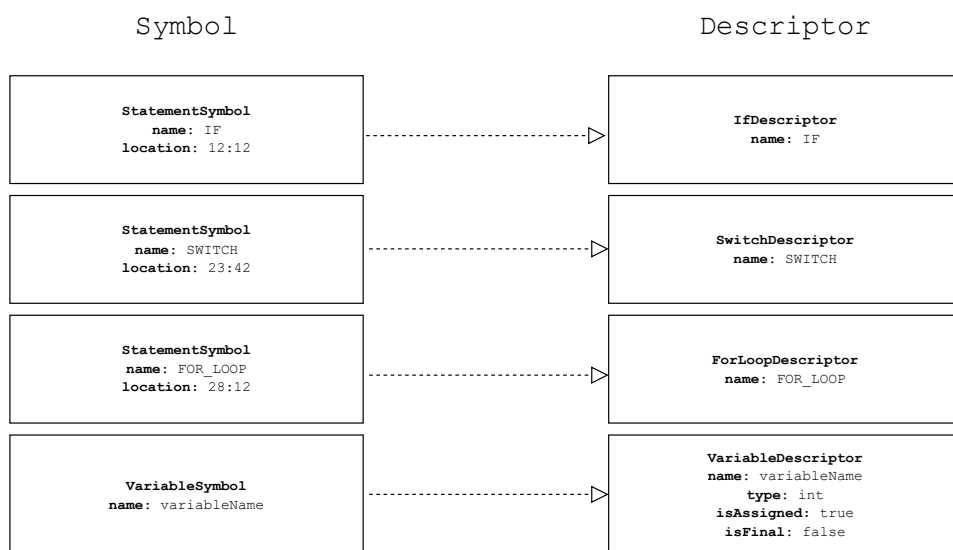 Symbol
Descriptor
StatementSymbol
name: IF
location: 12:12
IfDescriptor
name: IF
StatementSymbol
name: SWITCH
location: 23:42
SwitchDescriptor
name: SWITCH
StatementSymbol
name: FOR_LOOP
location: 28:12
ForLoopDescriptor
name: FOR_LOOP
VariableSymbol
name: variableName
VariableDescriptor
name: variableName
type: int
isAssigned: true
isFinal: false